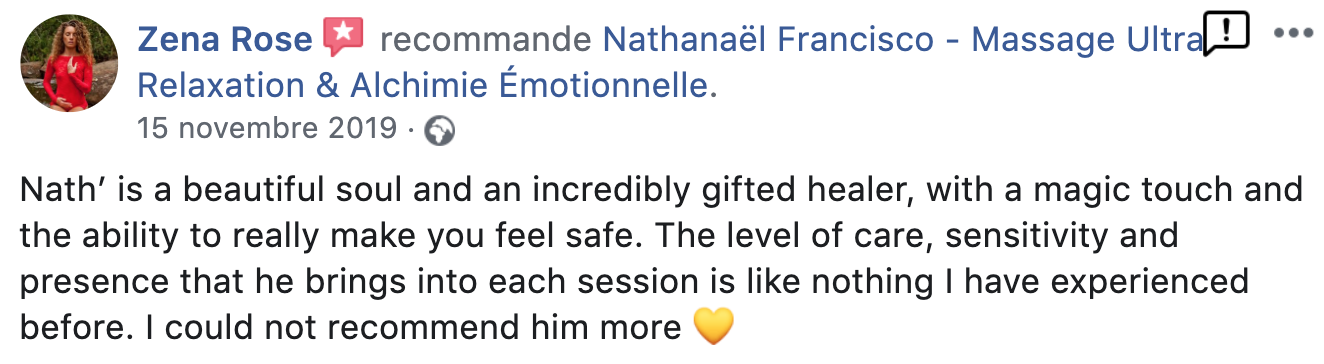 Zena Rose recommande Nathanaël Francisco - Massage Ultra
Relaxation & Alchimie Émotionnelle.
15 novembre 2019 ·
Nath’ is a beautiful soul and an incredibly gifted healer, with a magic touch and
the ability to really make you feel safe. The level of care, sensitivity and
presence that he brings into each session is like nothing I have experienced
before. I could not recommend him more 💛